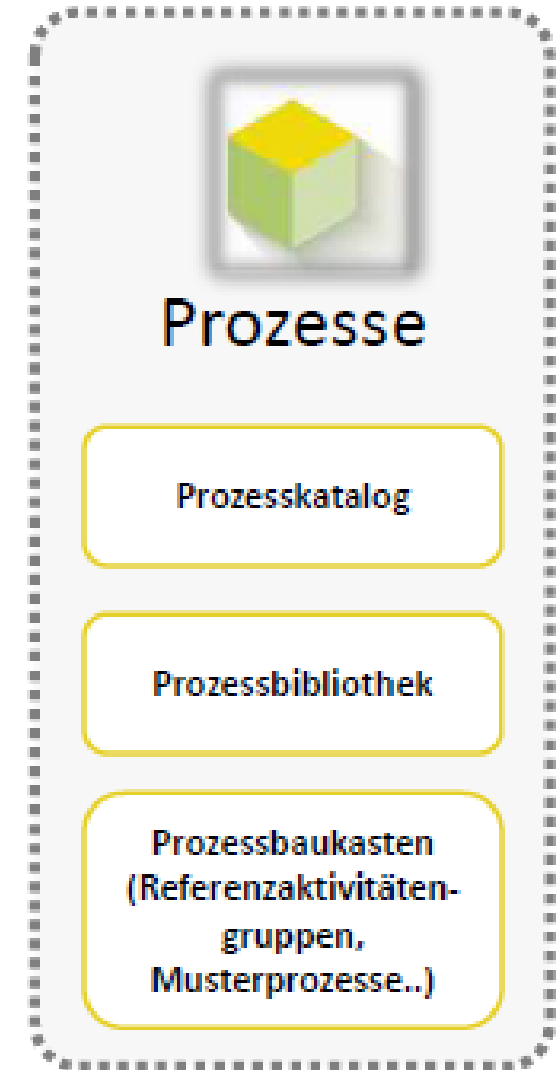 Prozesse
Prozesskatalog
Prozessbibliothek
Prozessbaukasten
(Referenzaktivitäten-
gruppen,
Musterprozesse..)